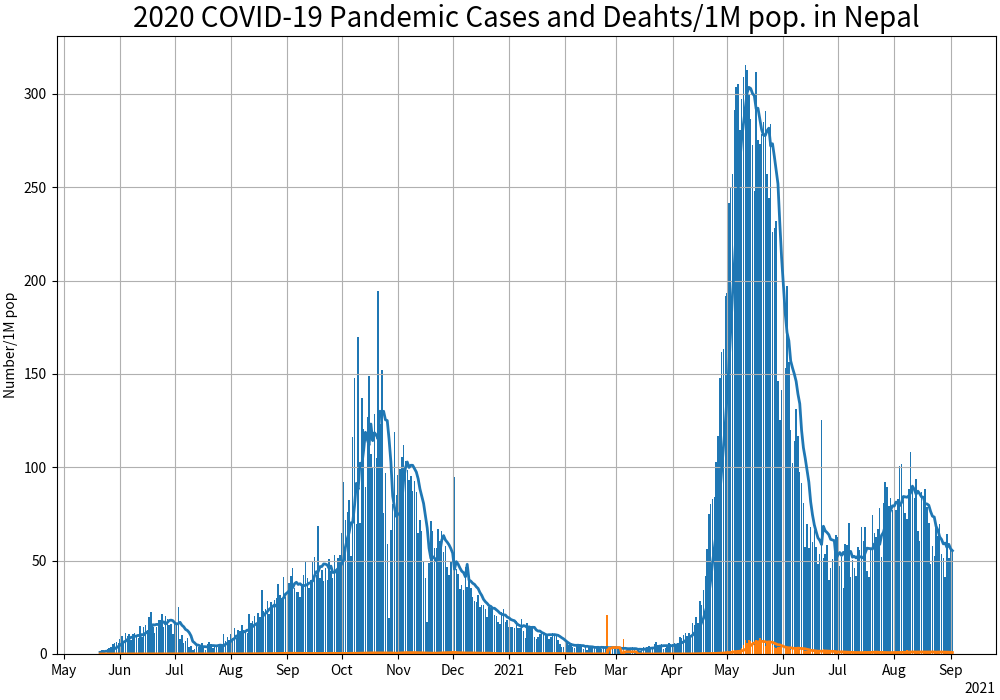 2020 COVID-19 Pandemic Cases and Deahts/1M pop. in Nepal
Number/1M pop
300
250
200
150
100
50
0
May Jun Jul Aug Sep Oct Nov Dec 2021 Feb Mar Apr May Jun Jul Aug Sep
2021